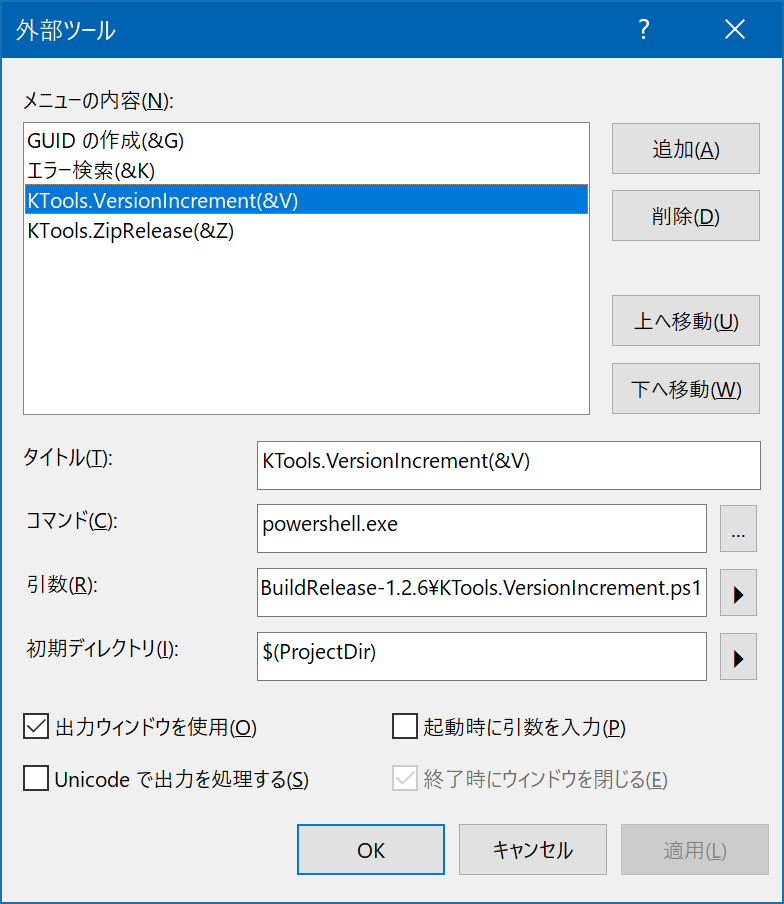 外部ツール
?
メニューの内容(N):
GUID の作成(&G)
エラー検索(&K)
KTools.VersionIncrement(&V)
KTools.ZipRelease(&Z)
追加(A)
削除(D)
上へ移動(U)
下へ移動(W)
タイトル(T): KTools.VersionIncrement(&V)
コマンド(C): powershell.exe ...
引数(R): BuildRelease-1.2.6¥KTools.VersionIncrement.ps1
初期ディレクトリ(I): $(ProjectDir)
出力ウィンドウを使用(O) 起動時に引数を入力(P)
Unicode で出力を処理する(S) 終了時にウィンドウを閉じる(E)
OK キャンセル 適用(L)